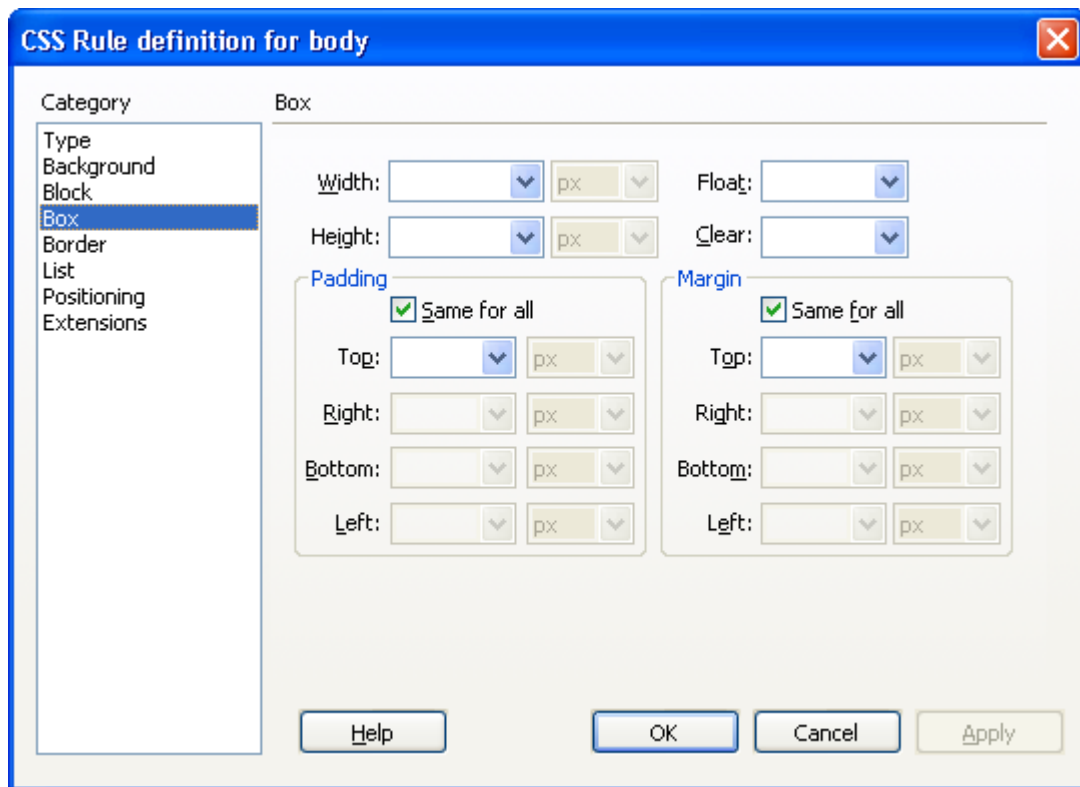 CSS Rule definition for body
Category
Box
Type
Background
Block
Box
Border
List
Positioning
Extensions
Width: px Float:
Height: px Clear:
Padding Margin
Same for all Same for all
Top: px Top: px
Right: px Right: px
Bottom: px Bottom: px
Left: px Left: px
Help OK Cancel Apply